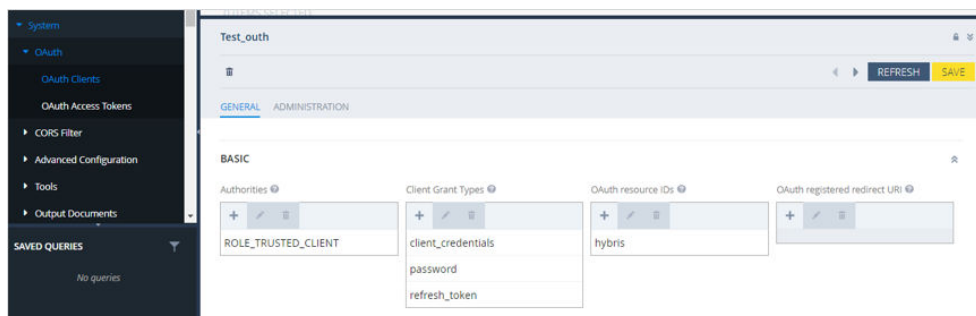 System
OAuth
OAuth Clients
OAuth Access Tokens
CORS Filter
Advanced Configuration
Tools
Output Documents
SAVED QUERIES
No queries
Test_outh
REFRESH SAVE
GENERAL ADMINISTRATION
BASIC
Authorities Client Grant Types OAuth resource IDs OAuth registered redirect URI
ROLE_TRUSTED_CLIENT client_credentials hybris
password
refresh_token